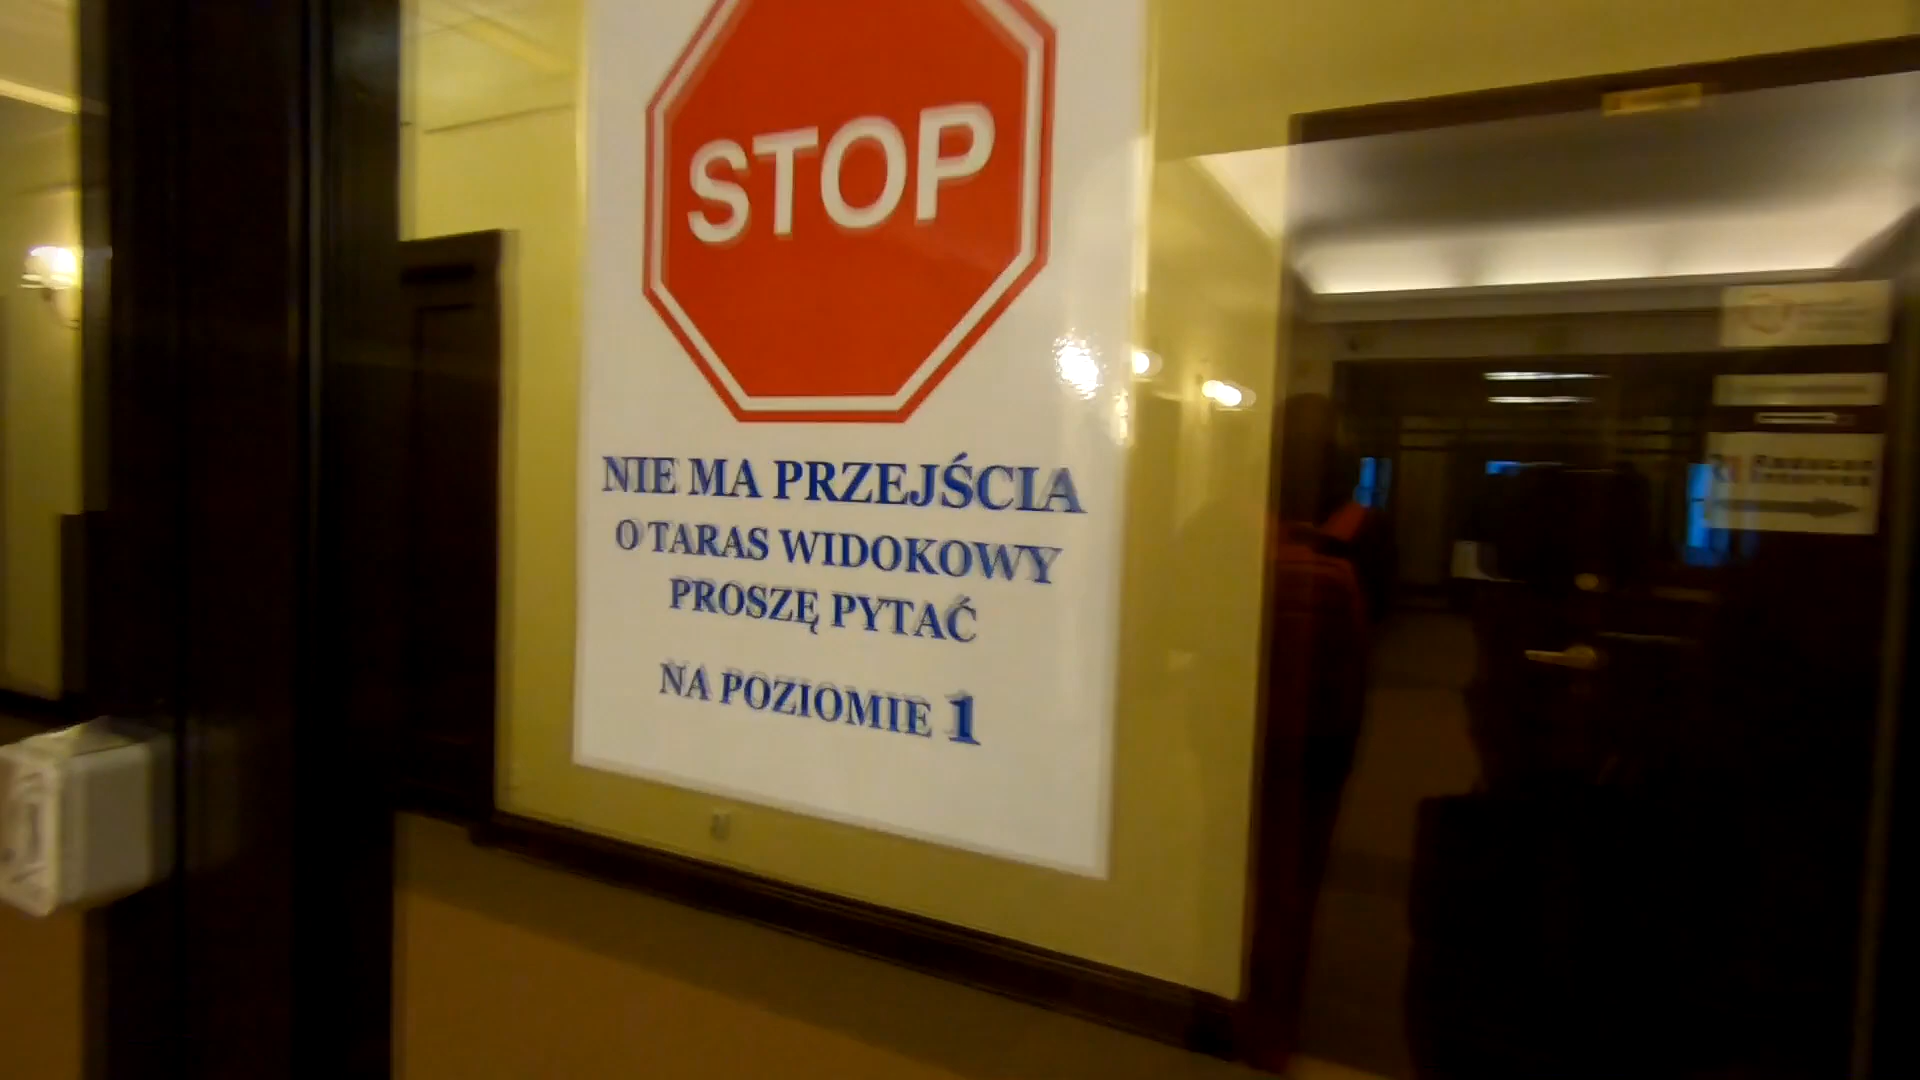 STOP
NIE MA PRZEJŚCIA
O TARAS WIDOKOWY
PROSZĘ PYTAĆ
NA POZIOMIE 1